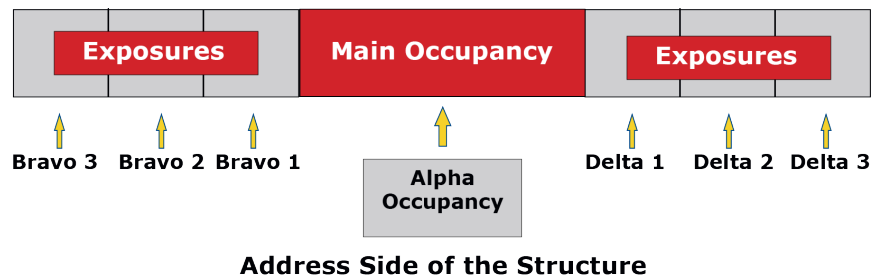 Exposures
Main Occupancy
Exposures
Bravo 3
Bravo 2
Bravo 1
Delta 1
Delta 2
Delta 3
Alpha
Occupancy
Address Side of the Structure